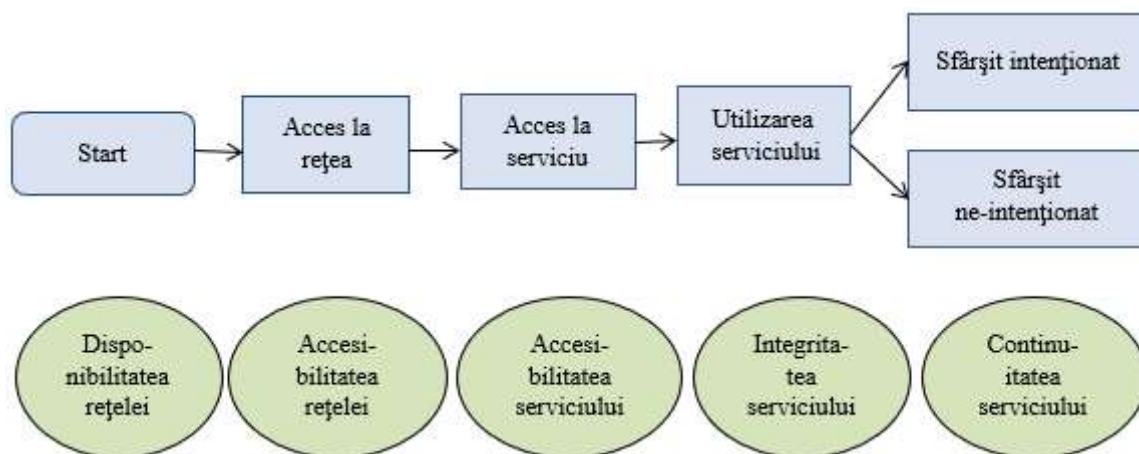 Start
Acces la
reţea
Acces la
serviciu
Utilizarea
serviciului
Sfârşit intenţionat
Sfârşit
ne-intenţionat
Dispo-
nibilitatea
reţelei
Accesi-
bilitatea
reţelei
Accesi-
bilitatea
serviciului
Integrita-
tea
serviciului
Continu-
itatea
serviciului